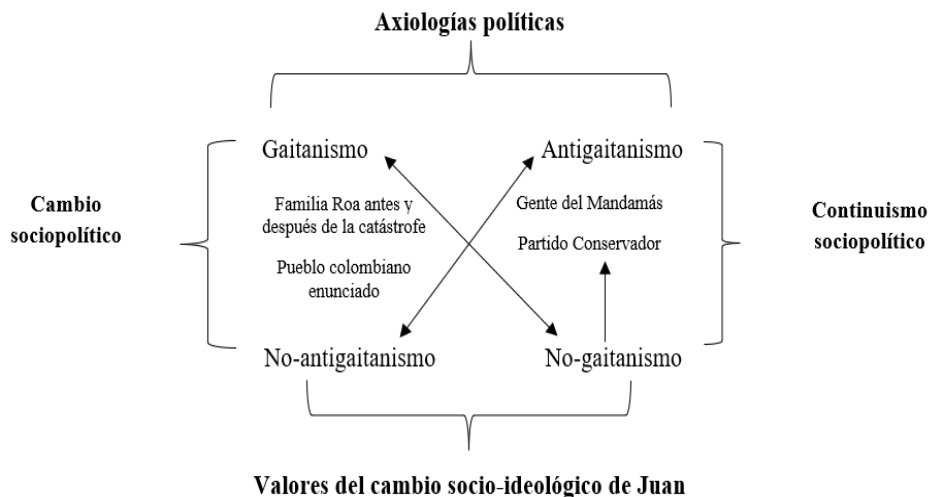 Axiologías políticas
Gaitanismo
Antigaitanismo
Cambio
sociopolítico
Familia Roa antes y
después de la catástrofe
Pueblo colombiano
enunciado
Gente del Mandamás
Partido Conservador
Continuismo
sociopolítico
No-antigaitanismo
No-gaitanismo
Valores del cambio socio-ideológico de Juan